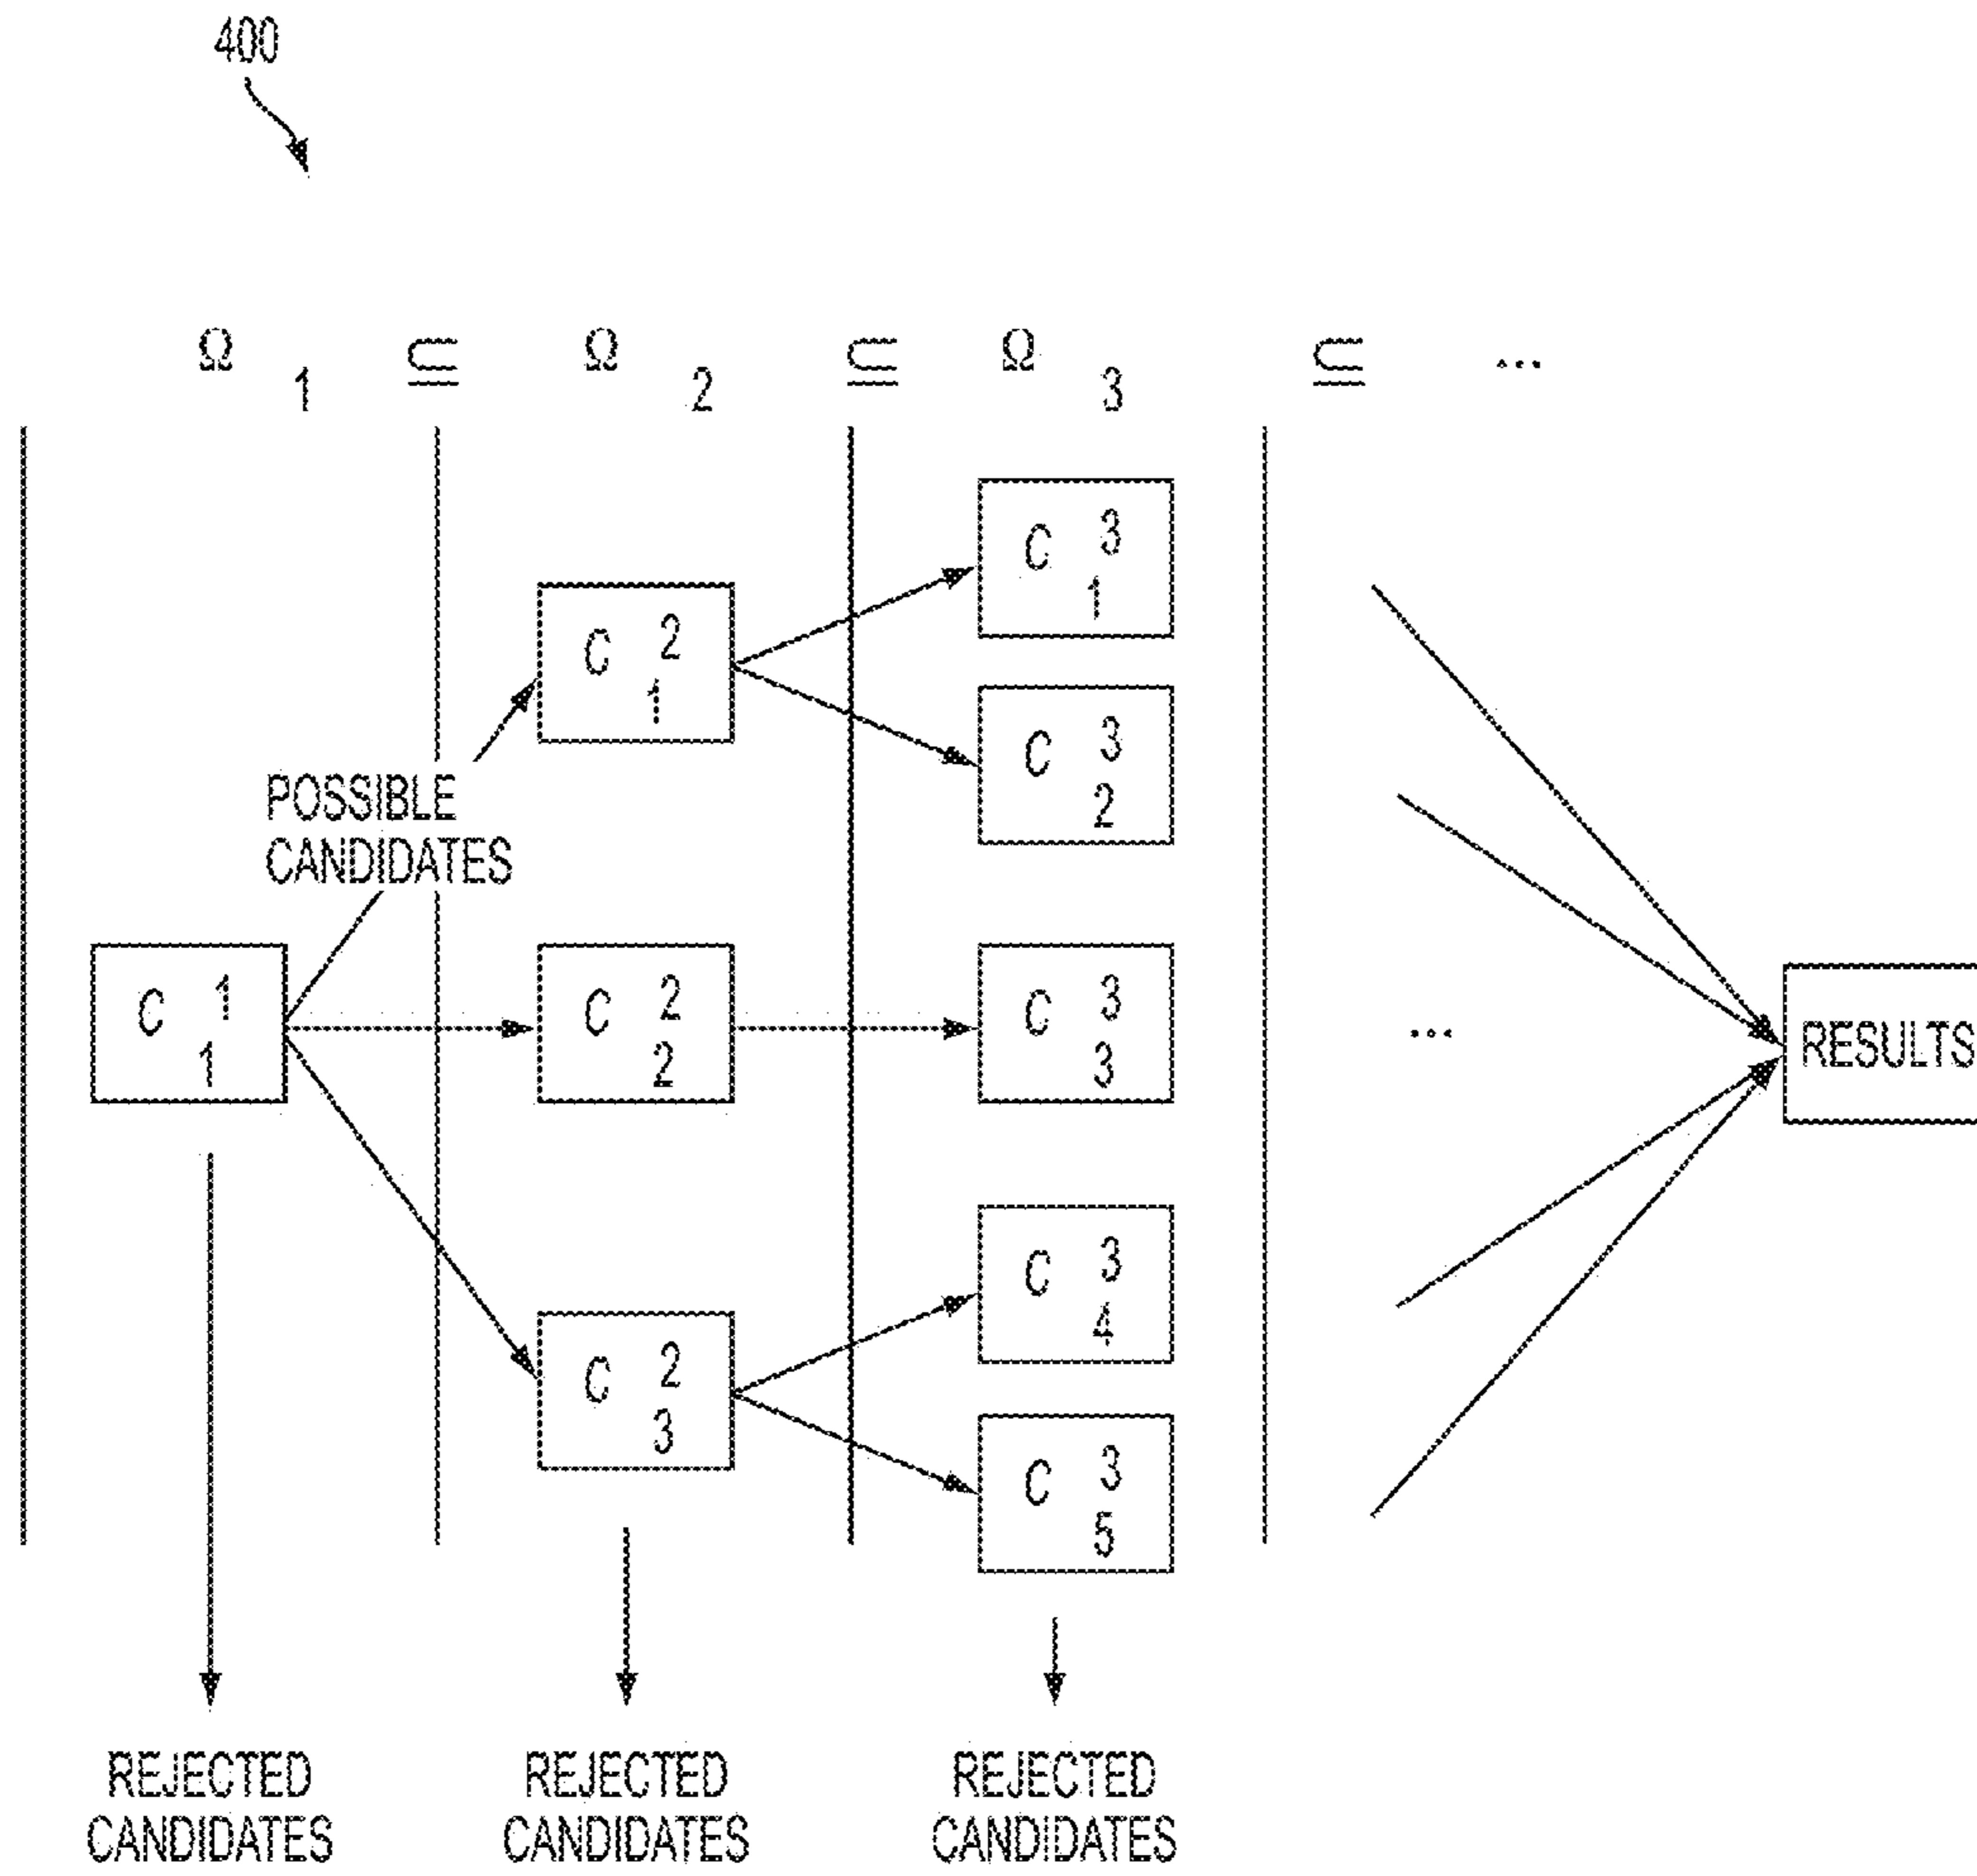 400
Ω 1 ⊆ Ω 2 ⊆ Ω 3 ⊆ ...
C 3 1
C 2 1
C 3 2
POSSIBLE
CANDIDATES
C 1 1
C 2 2
C 3 3
...
RESULTS
C 3 4
C 2 3
C 3 5
REJECTED
CANDIDATES
REJECTED
CANDIDATES
REJECTED
CANDIDATES